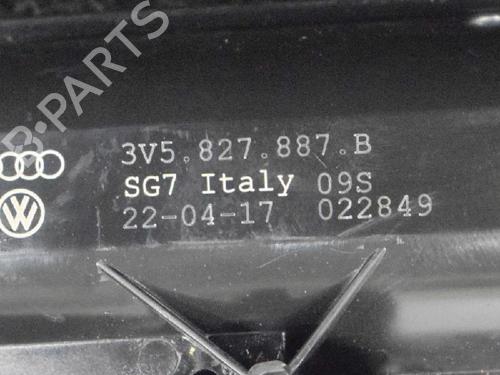 B-PARTS
3V5.827.887.B
SG7 Italy 09S
22-04-17 022849